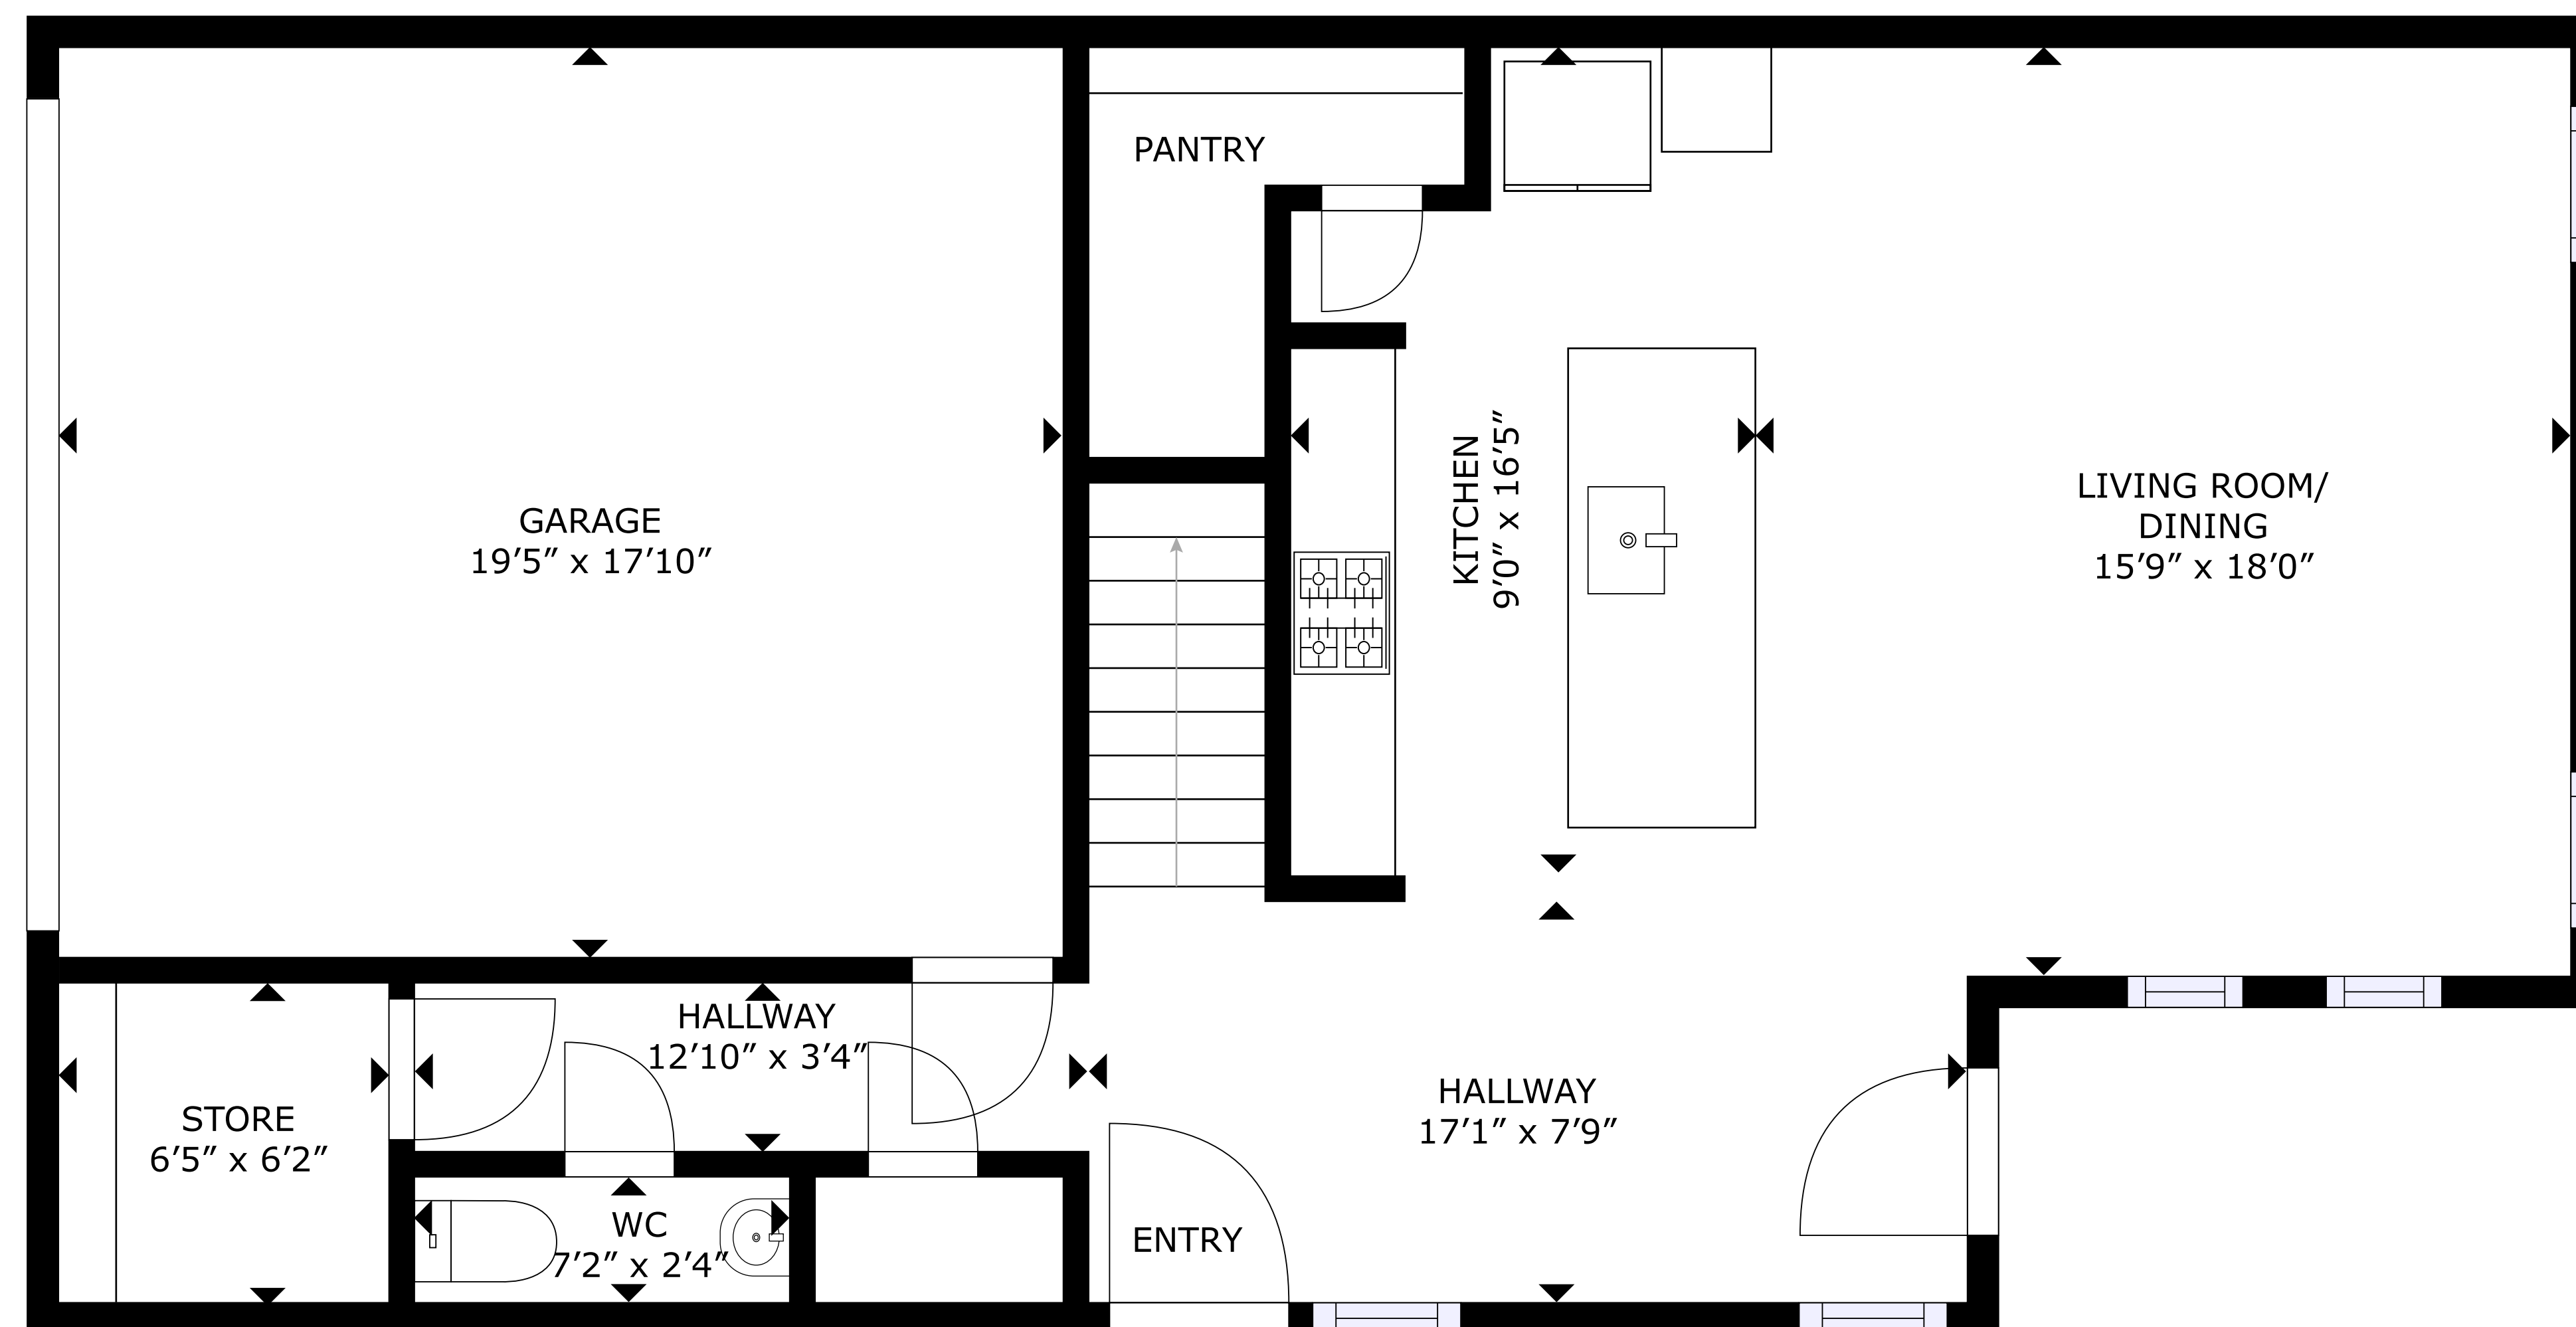 PANTRY
GARAGE
19’5” x 17’10”
KITCHEN
9’0” x 16’5”
LIVING ROOM/
DINING
15’9” x 18’0”
HALLWAY
12’10” x 3’4”
STORE
6’5” x 6’2”
WC
7’2” x 2’4”
HALLWAY
17’1” x 7’9”
ENTRY